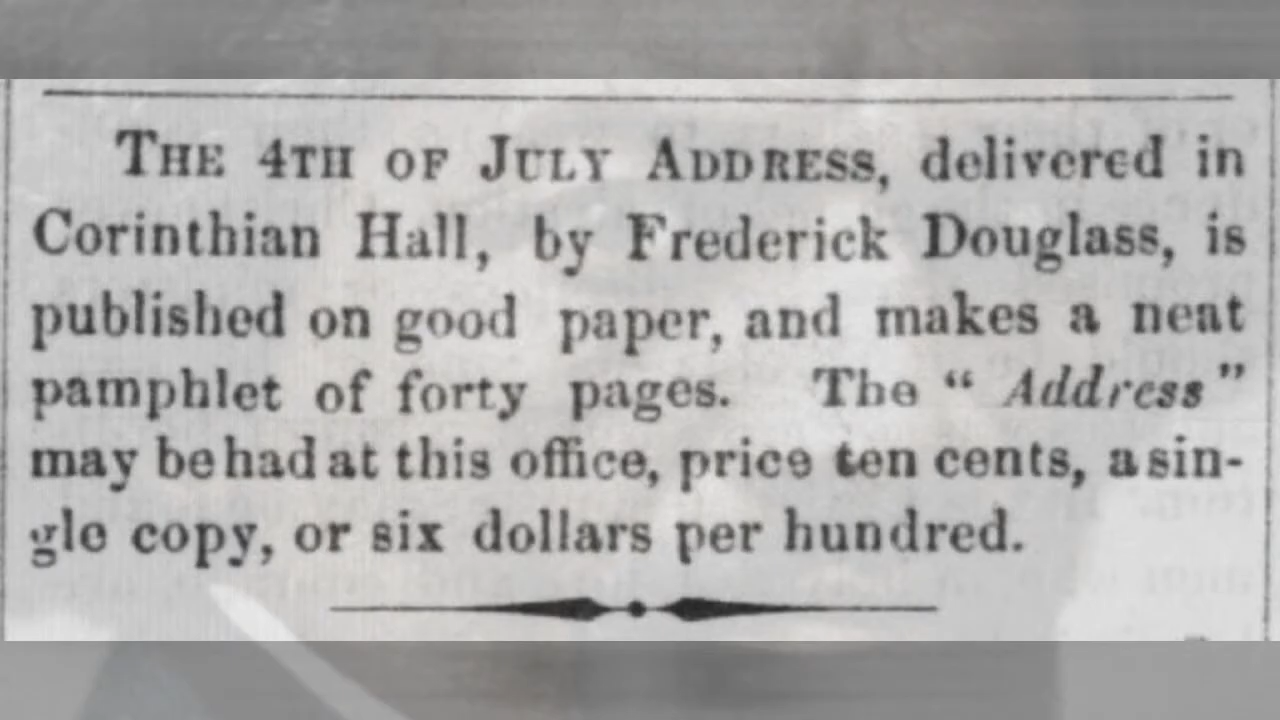 THE 4TH OF JULY ADDRESS, delivered in
Corinthian Hall, by Frederick Douglass, is
published on good paper, and makes a neat
pamphlet of forty pages. The “ Address”
may be had at this office, price ten cents, a sin-
gle copy, or six dollars per hundred.